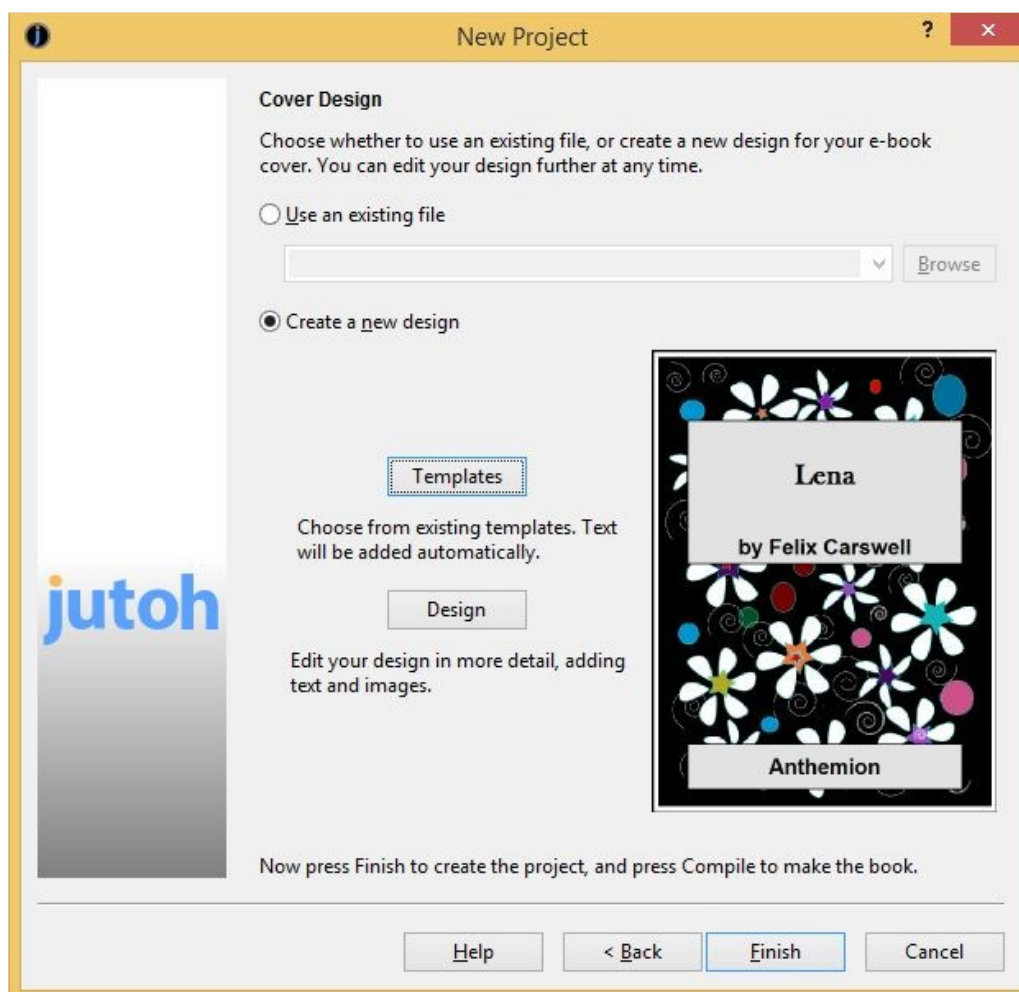 New Project
?
×
Cover Design
Choose whether to use an existing file, or create a new design for your e-book
cover. You can edit your design further at any time.
Use an existing file
Browse
Create a new design
Templates
Choose from existing templates. Text
will be added automatically.
Design
Edit your design in more detail, adding
text and images.
Lena
by Felix Carswell
Anthemion
jutoh
Now press Finish to create the project, and press Compile to make the book.
Help
< Back
Finish
Cancel